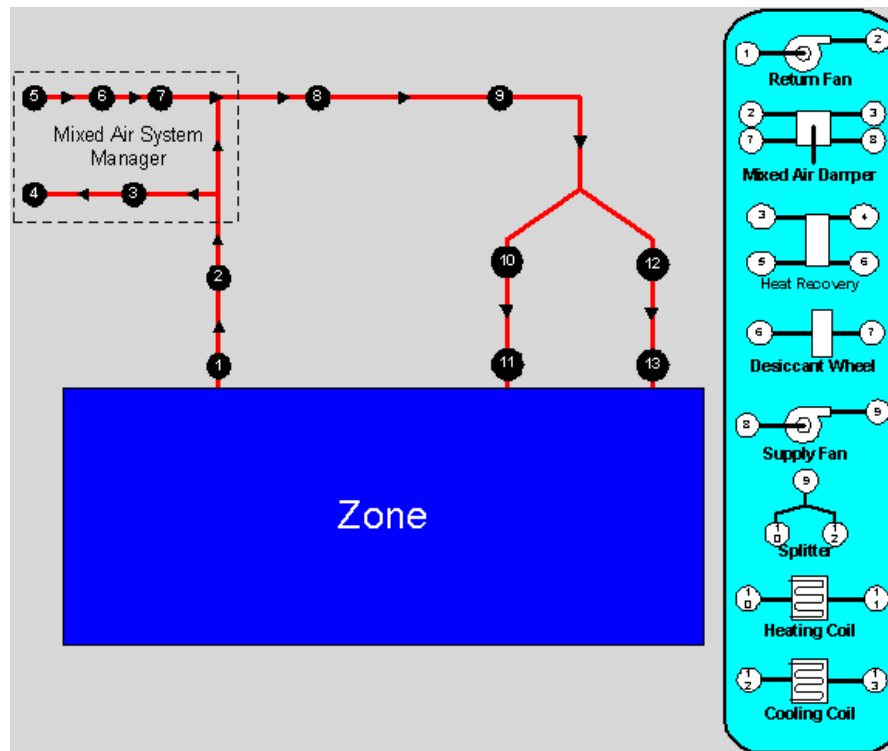 5 6 7 8 9
Mixed Air System
Manager
4 3
2
10 12
1 11 13
Zone
1 2
Return Fan
2 3
7 8
Mixed Air Damper
3 4
5 6
Heat Recovery
6 7
Desiccant Wheel
8 9
Supply Fan
9
10 12
Splitter
10 11
Heating Coil
12 13
Cooling Coil